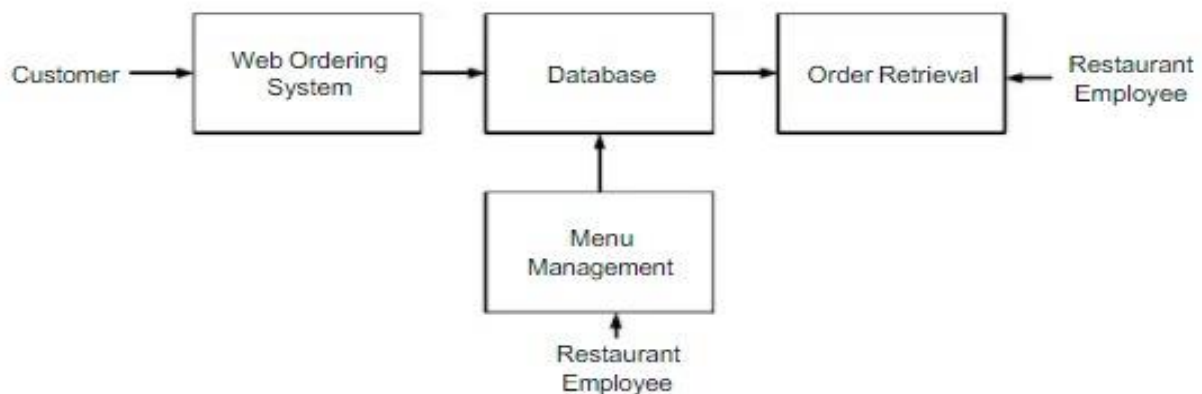 Customer
Web Ordering
System
Database
Order Retrieval
Restaurant
Employee
Menu
Management
Restaurant
Employee